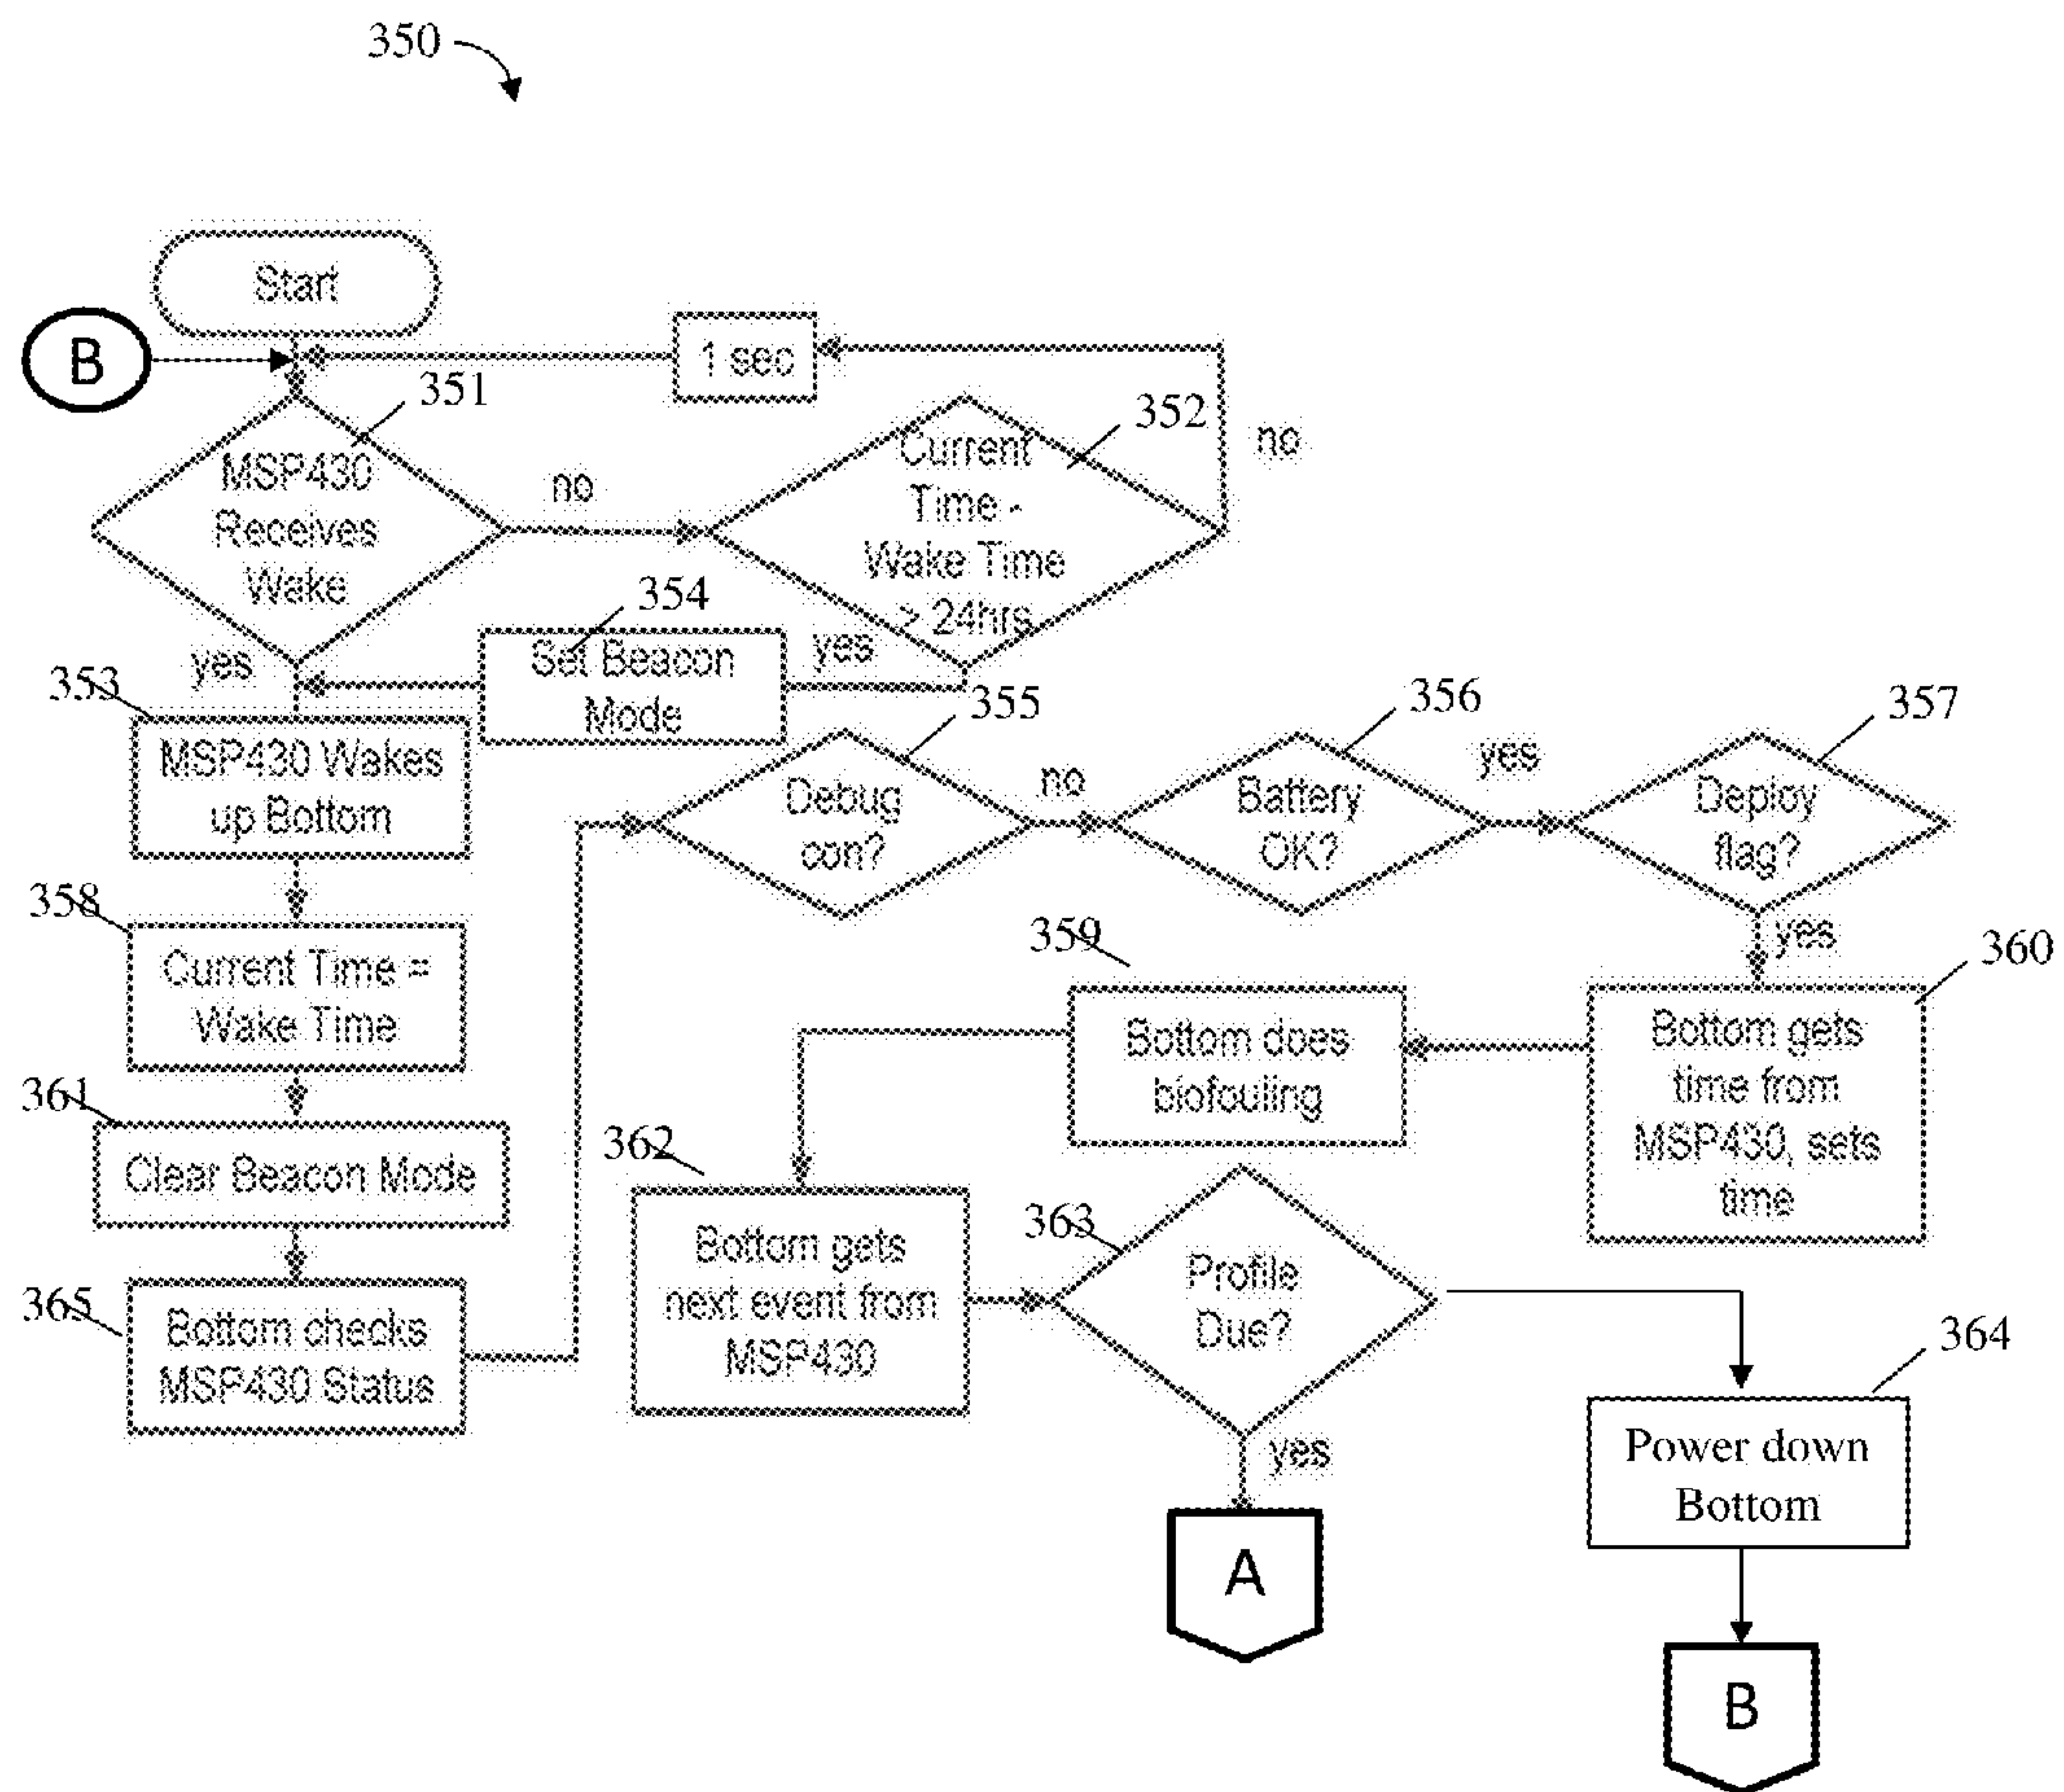 350
Start
B
1 sec
351
MSP430
Receives
Wake
no
352
Current
Time -
Wake Time
> 24hrs
no
yes
354
Set Beacon
Mode
yes
353
MSP430 Wakes
up Bottom
355
Debug
con?
no
356
Battery
OK?
yes
357
Deploy
flag?
yes
358
Current Time =
Wake Time
359
Bottom does
biofouling
360
Bottom gets
time from
MSP430, sets
time
361
Clear Beacon Mode
362
Bottom gets
next event from
MSP430
363
Profile
Due?
yes
365
Bottom checks
MSP430 Status
364
Power down
Bottom
A
B